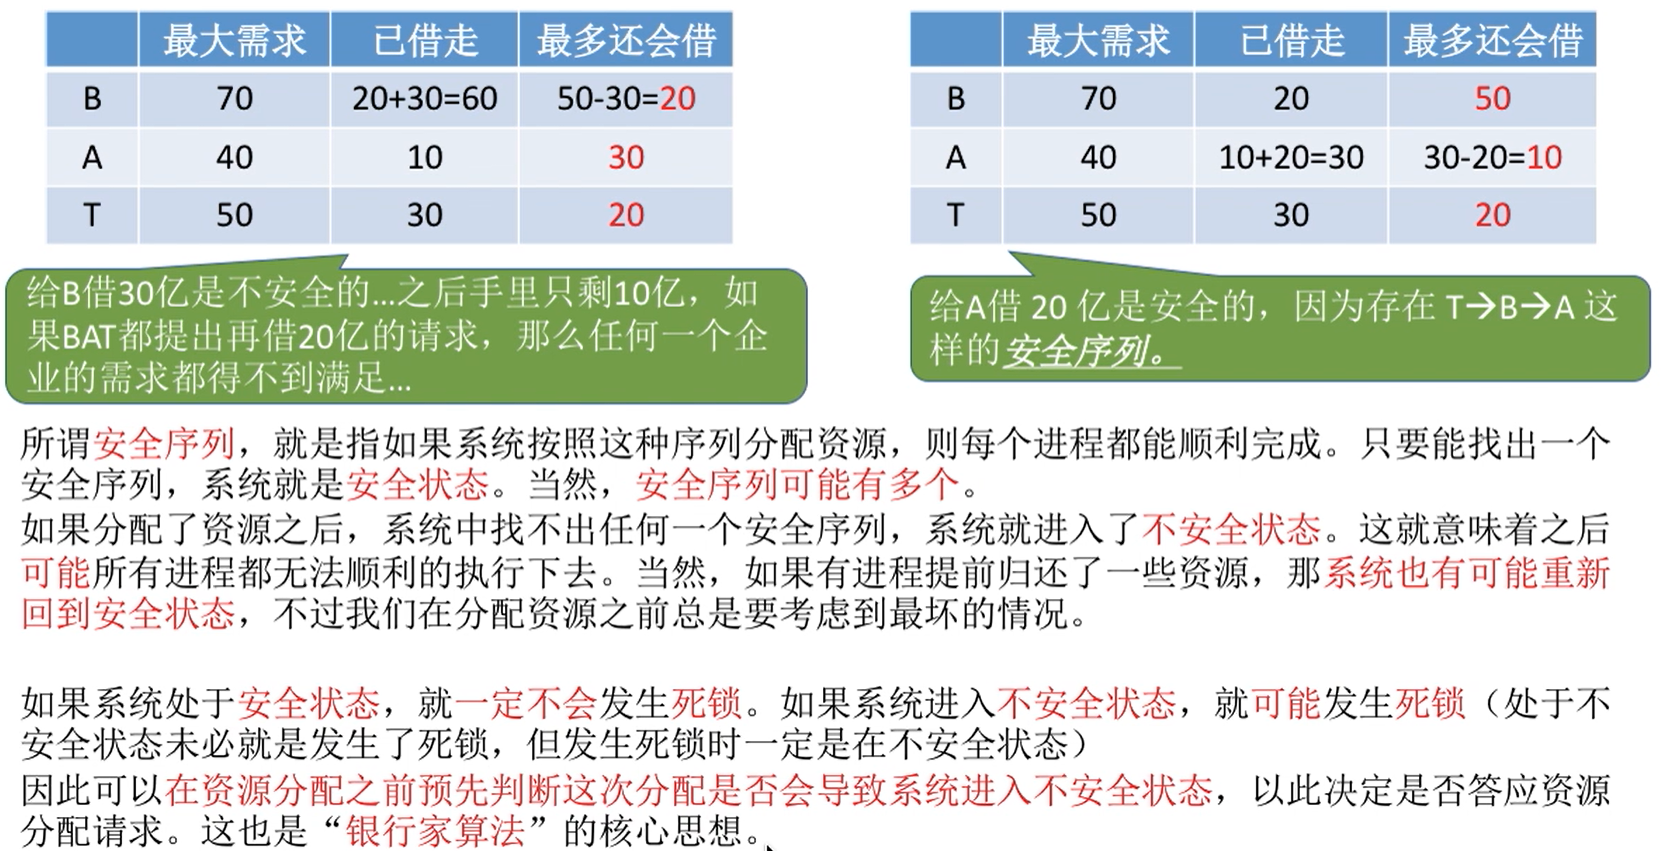 最大需求 已借走 最多还会借
B 70 20+30=60 50-30=20
A 40 10 30
T 50 30 20
最大需求 已借走 最多还会借
B 70 20 50
A 40 10+20=30 30-20=10
T 50 30 20
给B借30亿是不安全的…之后手里只剩10亿，如
果BAT都提出再借20亿的请求，那么任何一个企
业的需求都得不到满足…
给A借 20 亿是安全的，因为存在 T→B→A 这
样的安全序列。
所谓安全序列，就是指如果系统按照这种序列分配资源，则每个进程都能顺利完成。只要能找出一个
安全序列，系统就是安全状态。当然，安全序列可能有多个。
如果分配了资源之后，系统中找不出任何一个安全序列，系统就进入了不安全状态。这就意味着之后
可能所有进程都无法顺利的执行下去。当然，如果有进程提前归还了一些资源，那系统也有可能重新
回到安全状态，不过我们在分配资源之前总是要考虑到最坏的情况。
如果系统处于安全状态，就一定不会发生死锁。如果系统进入不安全状态，就可能发生死锁（处于不
安全状态未必就是发生了死锁，但发生死锁时一定是在不安全状态）
因此可以在资源分配之前预先判断这次分配是否会导致系统进入不安全状态，以此决定是否答应资源
分配请求。这也是“银行家算法”的核心思想。